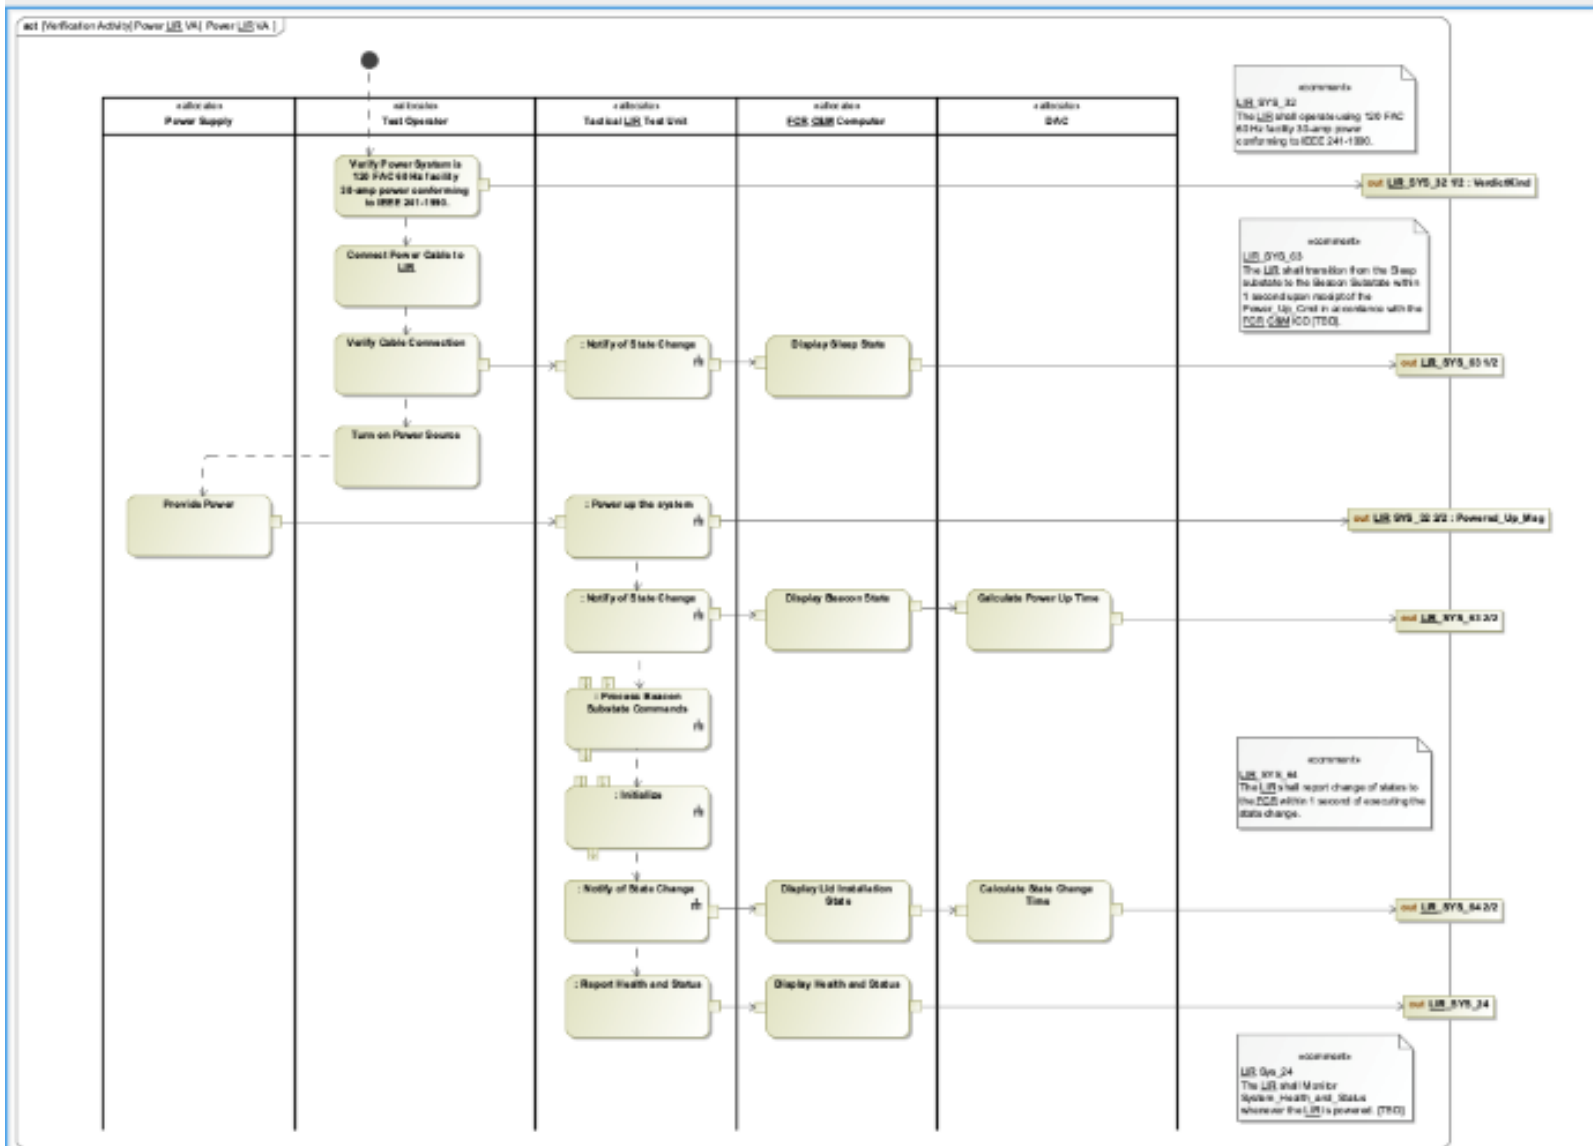 act [Verification Activity] Power LIR VA [ Power LIR VA ]
«allocate»
Power Supply
«allocate»
Test Operator
«allocate»
Tactical LIR Test Unit
«allocate»
FCR CBM Computer
«allocate»
DAC
«comment»
LIR_SYS_32
The LIR shall operate using 120 FAC
60 Hz facility 30-amp power
conforming to IEEE 241-1990.
Verify Power System is
120 FAC 60 Hz facility
30-amp power conforming
to IEEE 241-1990.
out LIR_SYS_32 1/2 : VerdictKind
Connect Power Cable to
LIR
«comment»
LIR_SYS_63
The LIR shall transition from the Sleep
substate to the Beacon Substate within
1 second upon receipt of the
Power_Up_Cmd in accordance with the
FCR CBM ICD [TBD].
Verify Cable Connection
: Notify of State Change
Display Sleep State
out LIR_SYS_63 1/2
Turn on Power Source
Provide Power
: Power up the system
out LIR SYS_32 2/2 : Powered_Up_Msg
: Notify of State Change
Display Beacon State
Calculate Power Up Time
out LIR_SYS_63 2/2
: Process Beacon
Substate Commands
«comment»
LIR_SYS_64
The LIR shall report change of states to
the FCR within 1 second of executing the
state change.
: Initialize
: Notify of State Change
Display Lid Installation
State
Calculate State Change
Time
out LIR_SYS_64 2/2
: Report Health and Status
Display Health and Status
out LIR_SYS_24
«comment»
LIR Sys_24
The LIR shall Monitor
System_Health_and_Status
whenever the LIR is powered. [TBD]